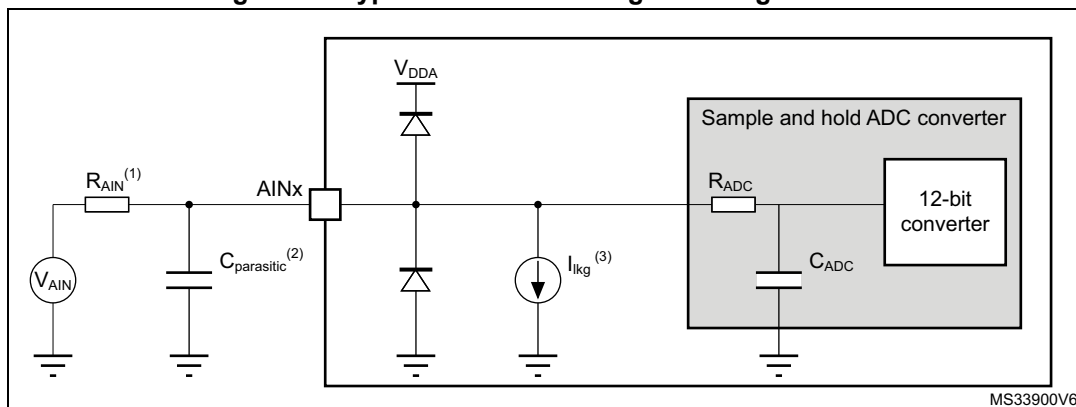 V_DDA
Sample and hold ADC converter
R_AIN^(1)
AINx
R_ADC
12-bit
converter
C_parasitic^(2)
I_lkg^(3)
C_ADC
V_AIN
MS33900V6